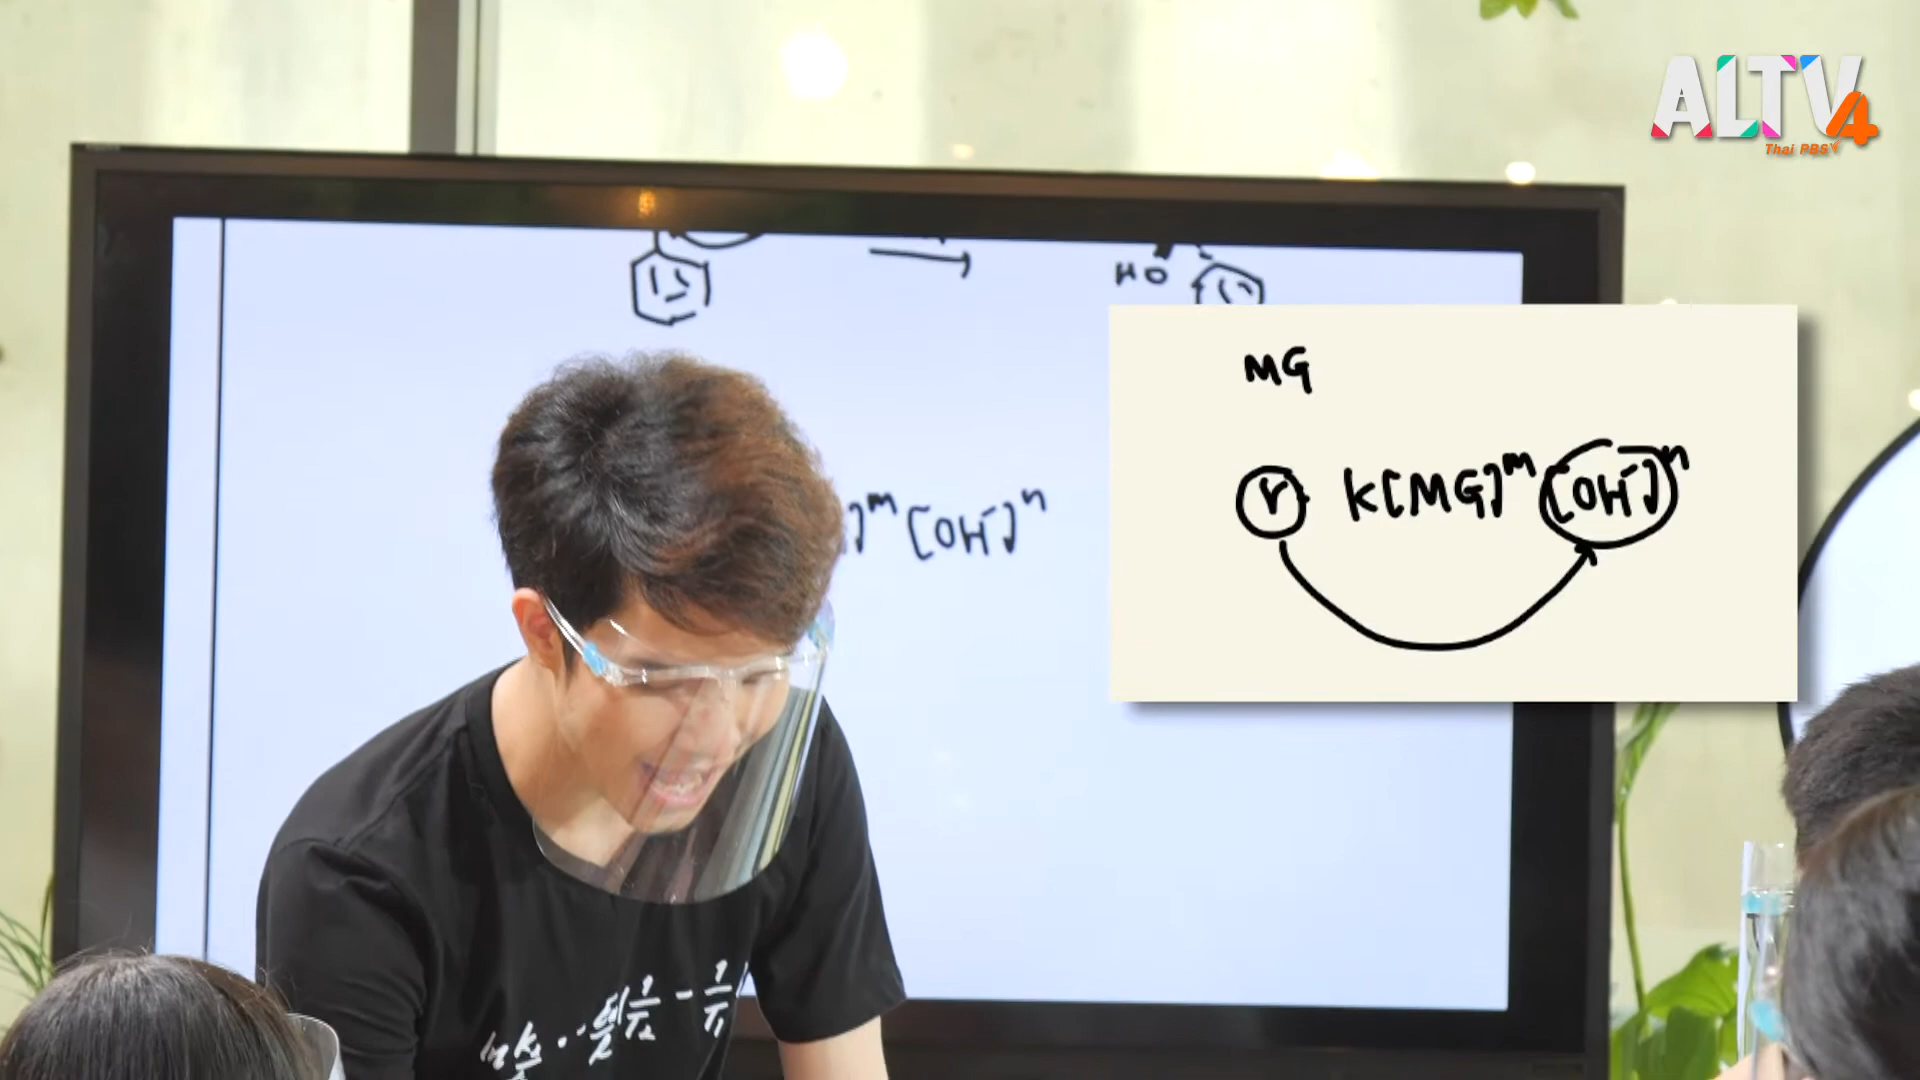 ALTV4
Thai PBS
HO
]ᵐ [OH⁻]ⁿ
MG
r k[MG]ᵐ [OH⁻]ⁿ